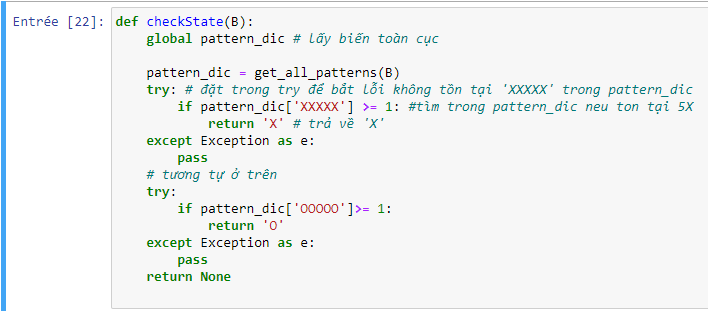 Entrée [22]: def checkState(B):
    global pattern_dic # lấy biến toàn cục

    pattern_dic = get_all_patterns(B)
    try: # đặt trong try để bắt lỗi không tồn tại 'XXXXX' trong pattern_dic
        if pattern_dic['XXXXX'] >= 1: #tìm trong pattern_dic neu ton tại 5X
            return 'X' # trả về 'X'
    except Exception as e:
        pass
    # tương tự ở trên
    try:
        if pattern_dic['OOOOO']>= 1:
            return 'O'
    except Exception as e:
        pass
    return None